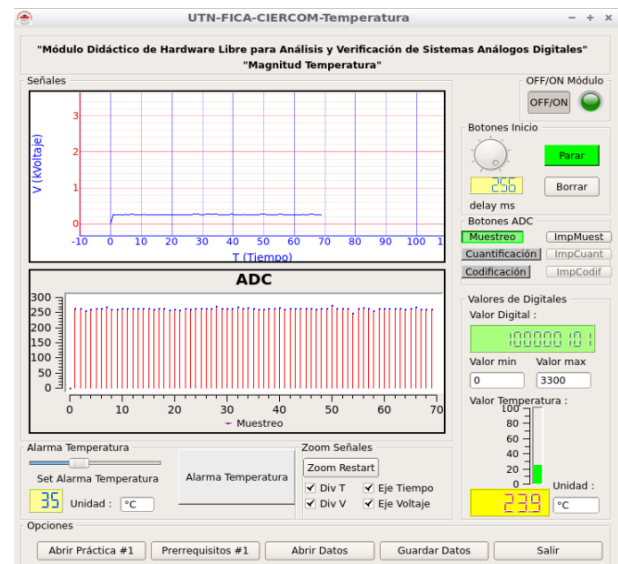 UTN-FICA-CIERCOM-Temperatura
"Módulo Didáctico de Hardware Libre para Análisis y Verificación de Sistemas Análogos Digitales"
"Magnitud Temperatura"
Señales
OFF/ON Módulo
OFF/ON
V (kVoltaje)
3
2
1
0
-10 0 10 20 30 40 50 60 70 80 90 100 1
T (Tiempo)
Botones Inicio
Parar
256
Borrar
delay ms
Botones ADC
Muestreo ImpMuest
Cuantificación ImpCuant
Codificación ImpCodif
ADC
300
250
200
150
100
50
0
0 10 20 30 40 50 60 70
Muestreo
Valores de Digitales
Valor Digital :
100000101
Valor min Valor max
0 3300
Valor Temperatura :
100
80
60
40
20
0
Unidad :
23.9 °C
Alarma Temperatura
Set Alarma Temperatura
35 Unidad : °C
Alarma Temperatura
Zoom Señales
Zoom Restart
Div T Eje Tiempo
Div V Eje Voltaje
Opciones
Abrir Práctica #1 Prerrequisitos #1 Abrir Datos Guardar Datos Salir